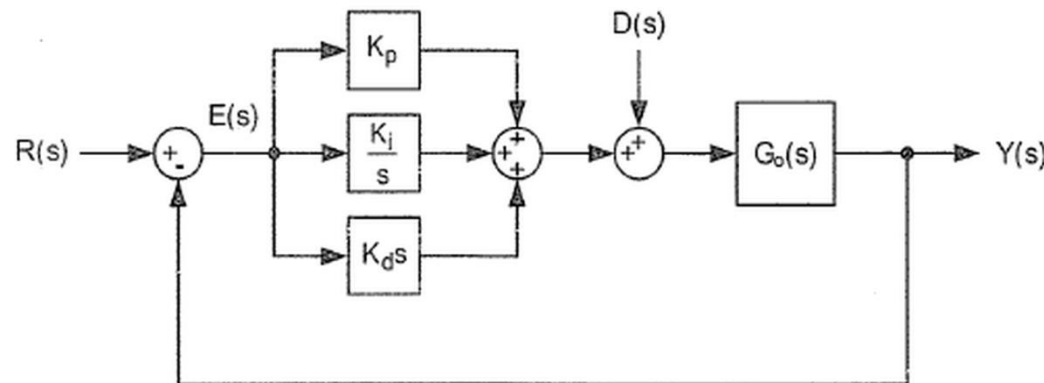 D(s)
K_p
E(s)
R(s)
+
-
K_i
s
+
+
+
+
+
G_o(s)
Y(s)
K_d s